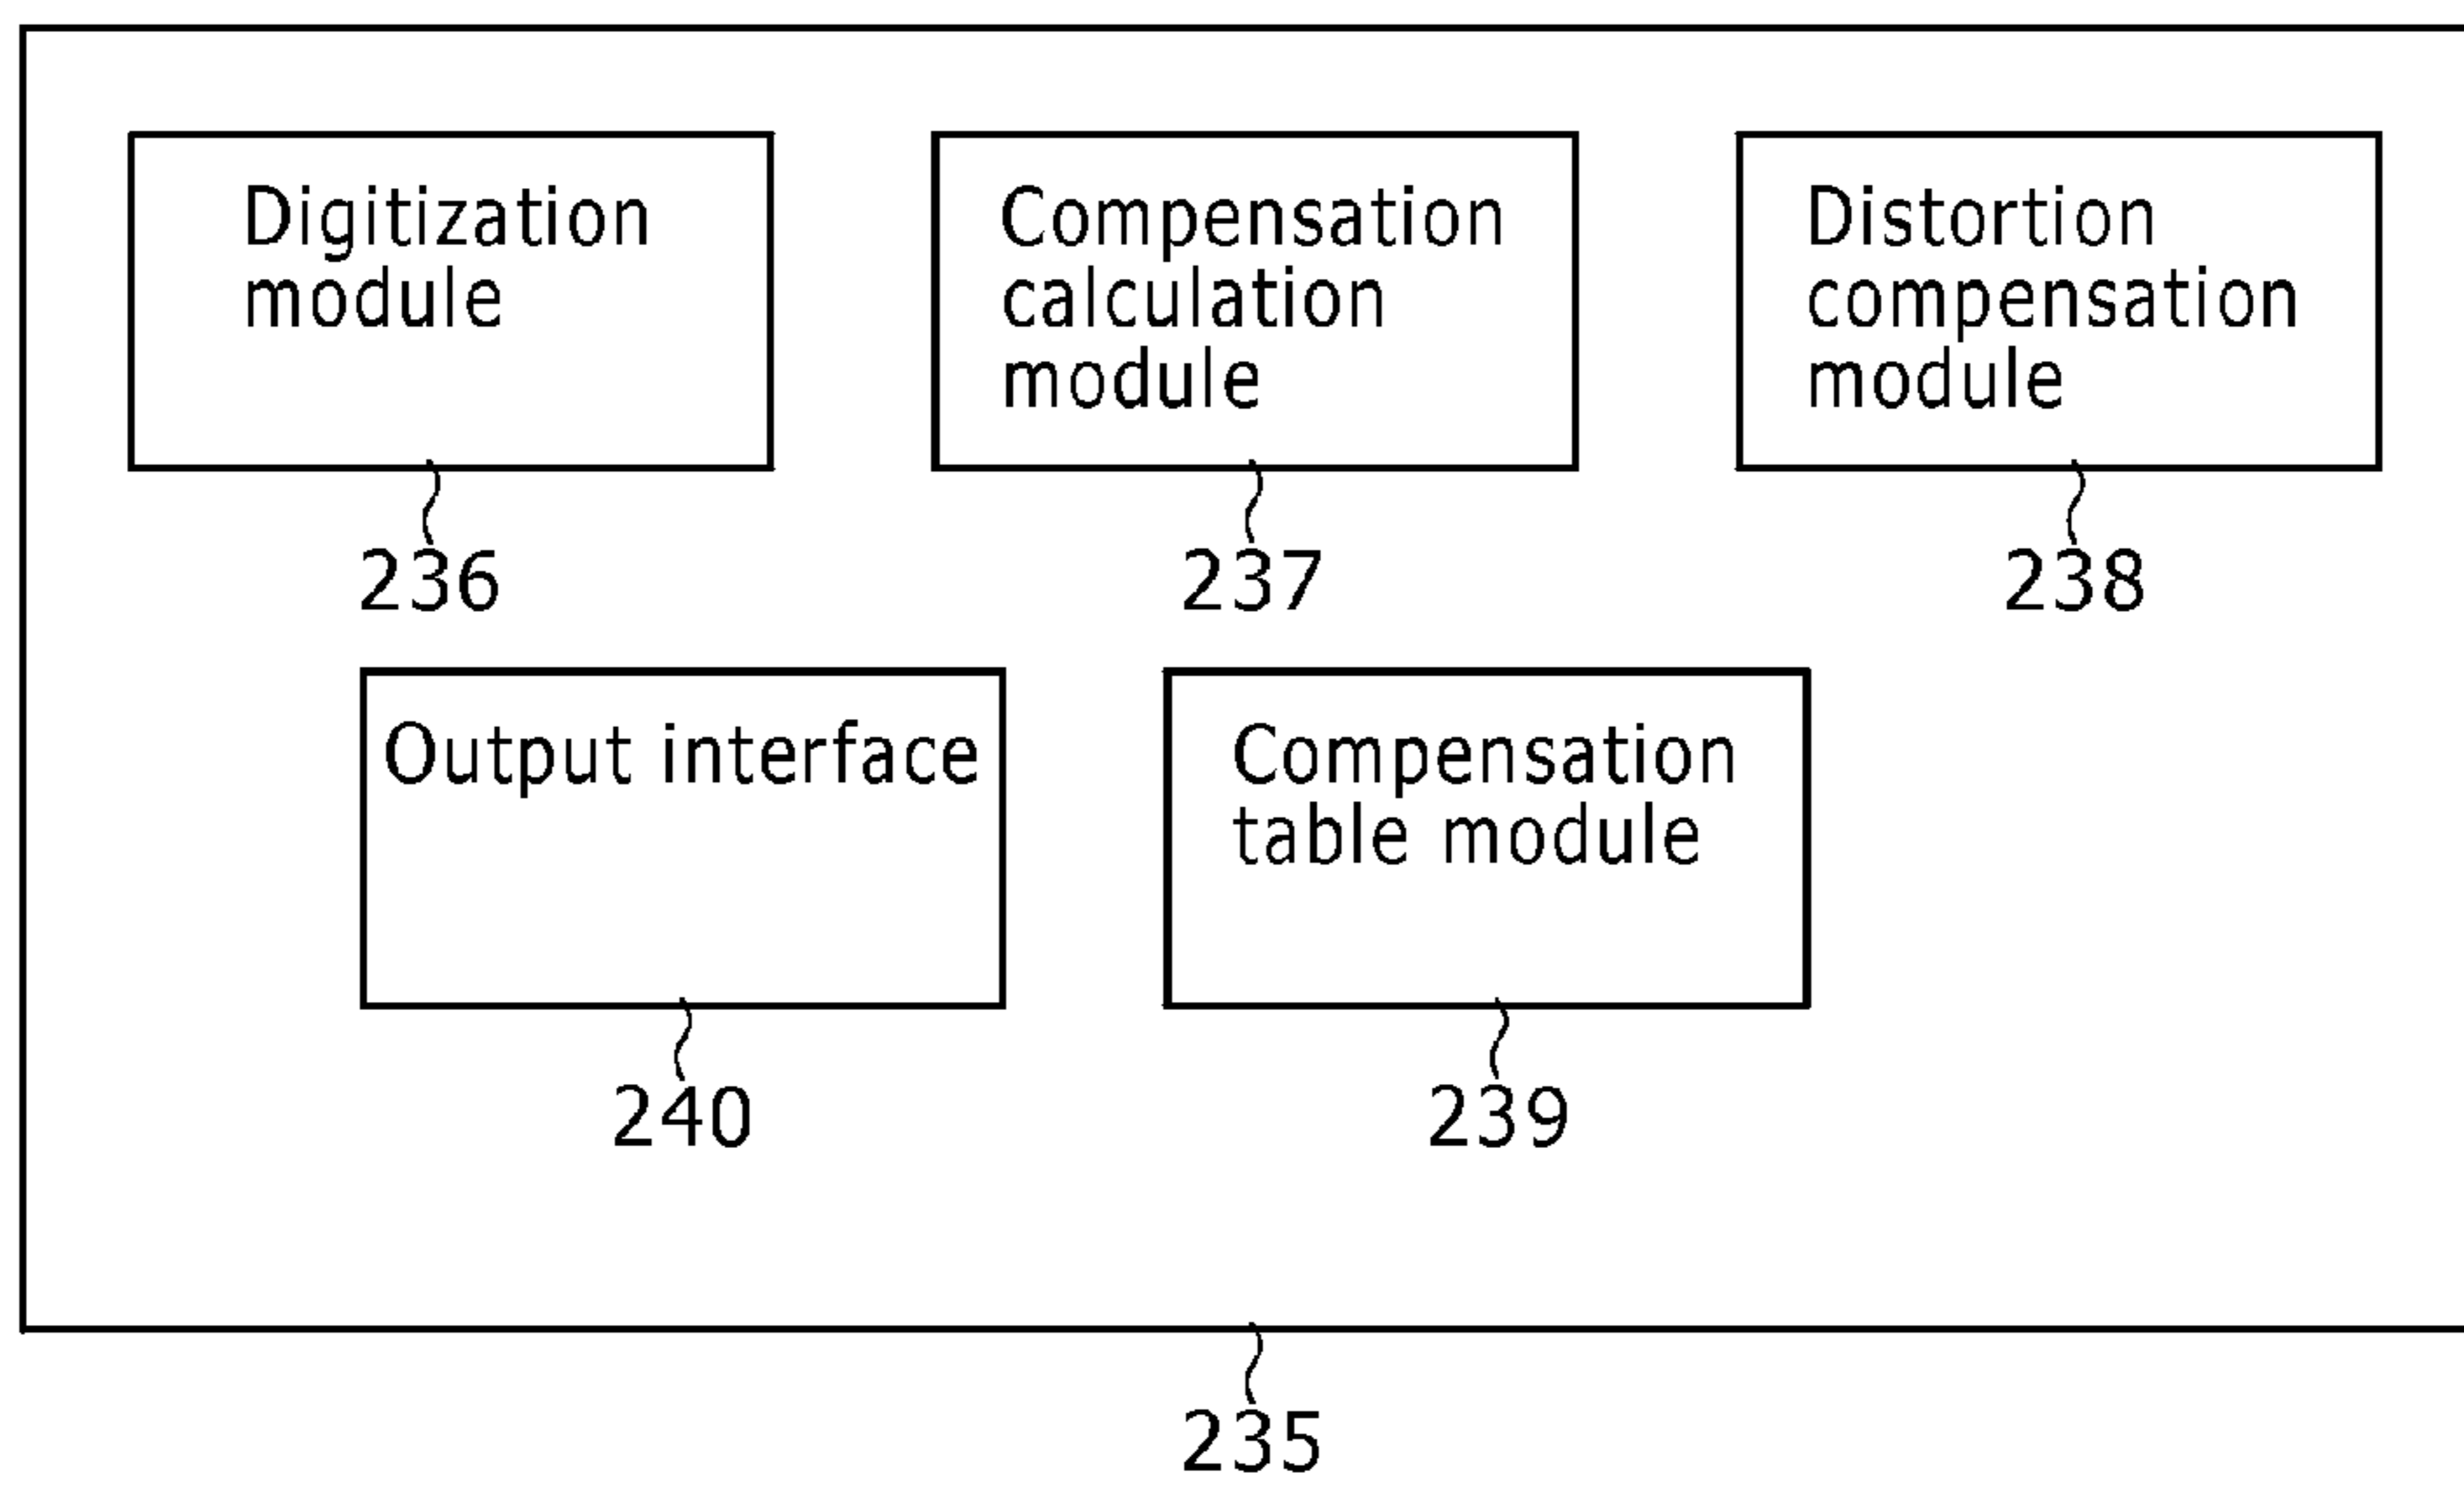 Digitization
module
Compensation
calculation
module
Distortion
compensation
module
236
237
238
Output interface
Compensation
table module
240
239
235